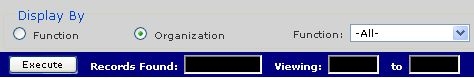 Display By
Function Organization Function: -All-
Execute Records Found: Viewing: to